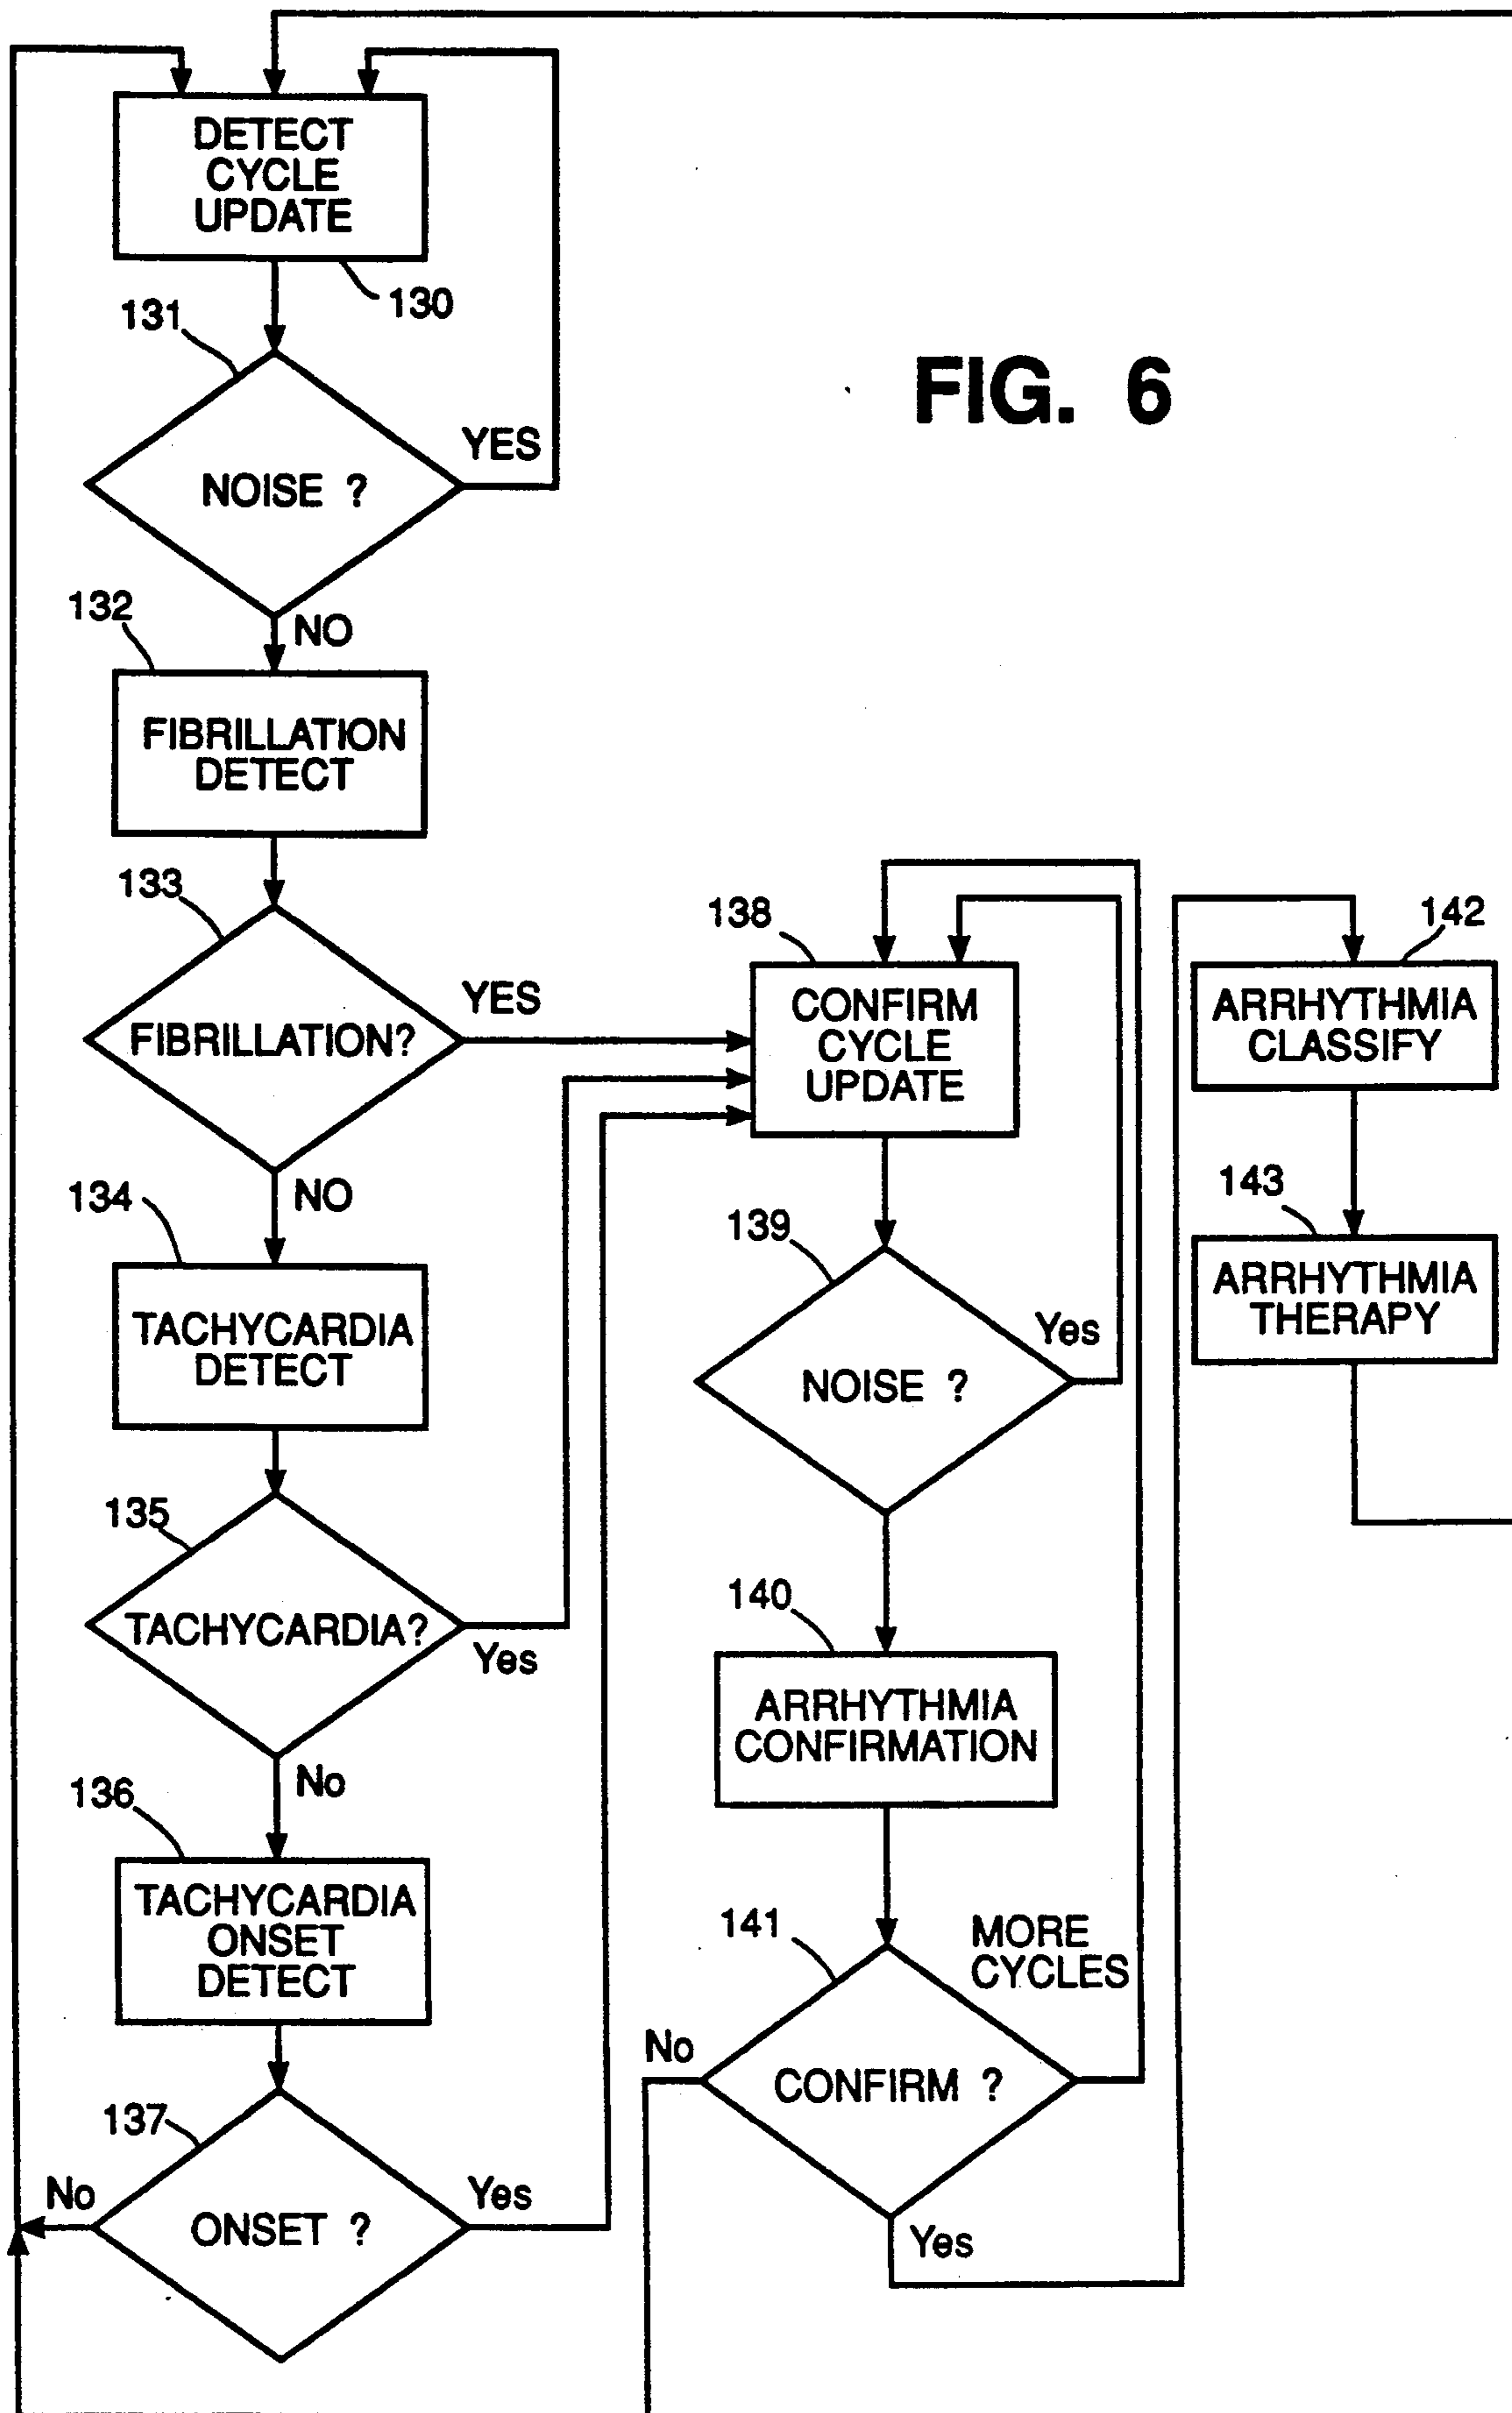 DETECT
CYCLE
UPDATE
130
131
NOISE ?
YES
NO
FIG. 6
132
FIBRILLATION
DETECT
133
FIBRILLATION?
YES
NO
134
TACHYCARDIA
DETECT
135
TACHYCARDIA?
Yes
No
136
TACHYCARDIA
ONSET
DETECT
137
ONSET ?
No
Yes
138
CONFIRM
CYCLE
UPDATE
139
NOISE ?
Yes
140
ARRHYTHMIA
CONFIRMATION
141
MORE
CYCLES
No
CONFIRM ?
Yes
142
ARRHYTHMIA
CLASSIFY
143
ARRHYTHMIA
THERAPY